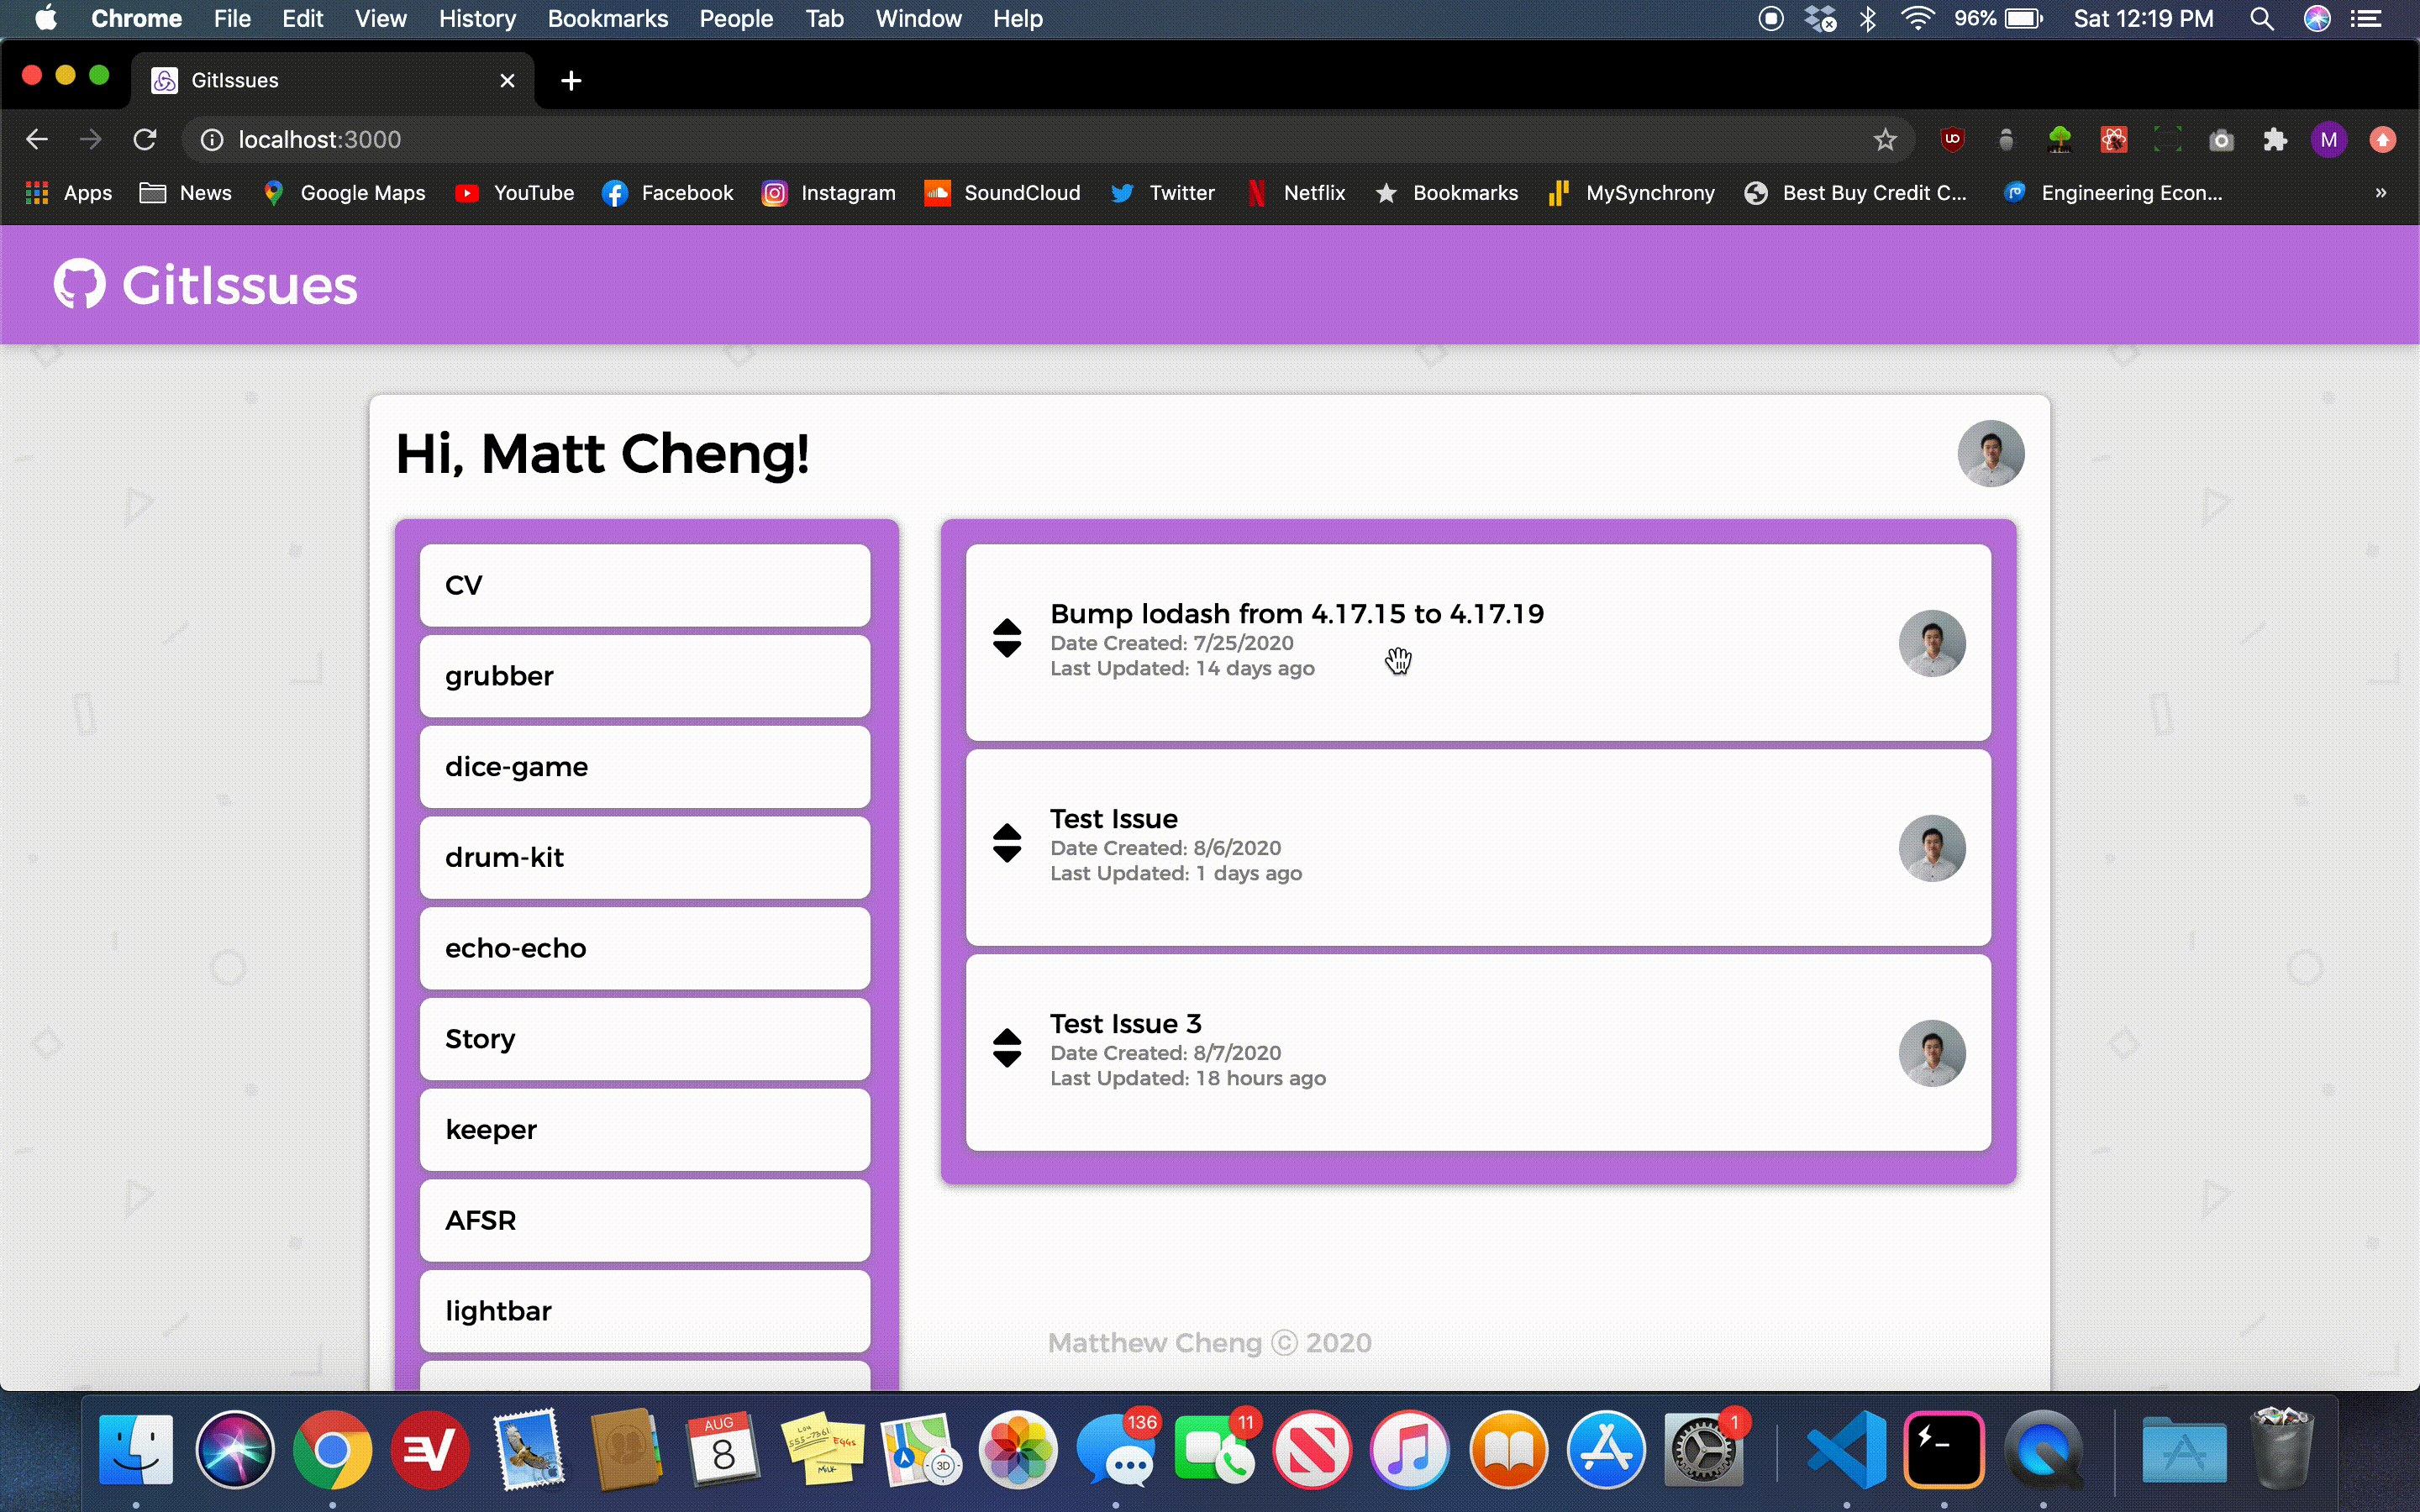 Chrome File Edit View History Bookmarks People Tab Window Help 96% Sat 12:19 PM
GitIssues
localhost:3000
UO
M
Apps News Google Maps YouTube Facebook Instagram SoundCloud Twitter Netflix Bookmarks MySynchrony Best Buy Credit C... Engineering Econ... »
GitIssues
Hi, Matt Cheng!
CV
grubber
dice-game
drum-kit
echo-echo
Story
keeper
AFSR
lightbar
Bump lodash from 4.17.15 to 4.17.19
Date Created: 7/25/2020
Last Updated: 14 days ago
Test Issue
Date Created: 8/6/2020
Last Updated: 1 days ago
Test Issue 3
Date Created: 8/7/2020
Last Updated: 18 hours ago
Matthew Cheng © 2020
AUG
8
EGGS
MILK
3D
136
11
1